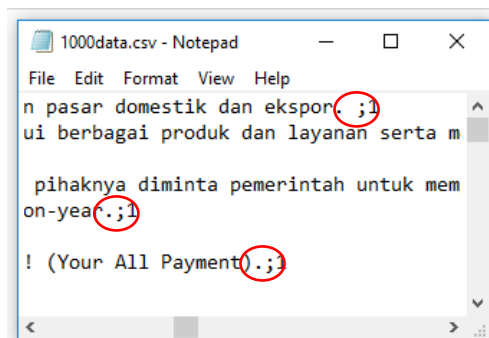 1000data.csv - Notepad
File Edit Format View Help
n pasar domestik dan ekspor. ;1
ui berbagai produk dan layanan serta m
pihaknya diminta pemerintah untuk mem
on-year.;1
! (Your All Payment).;1